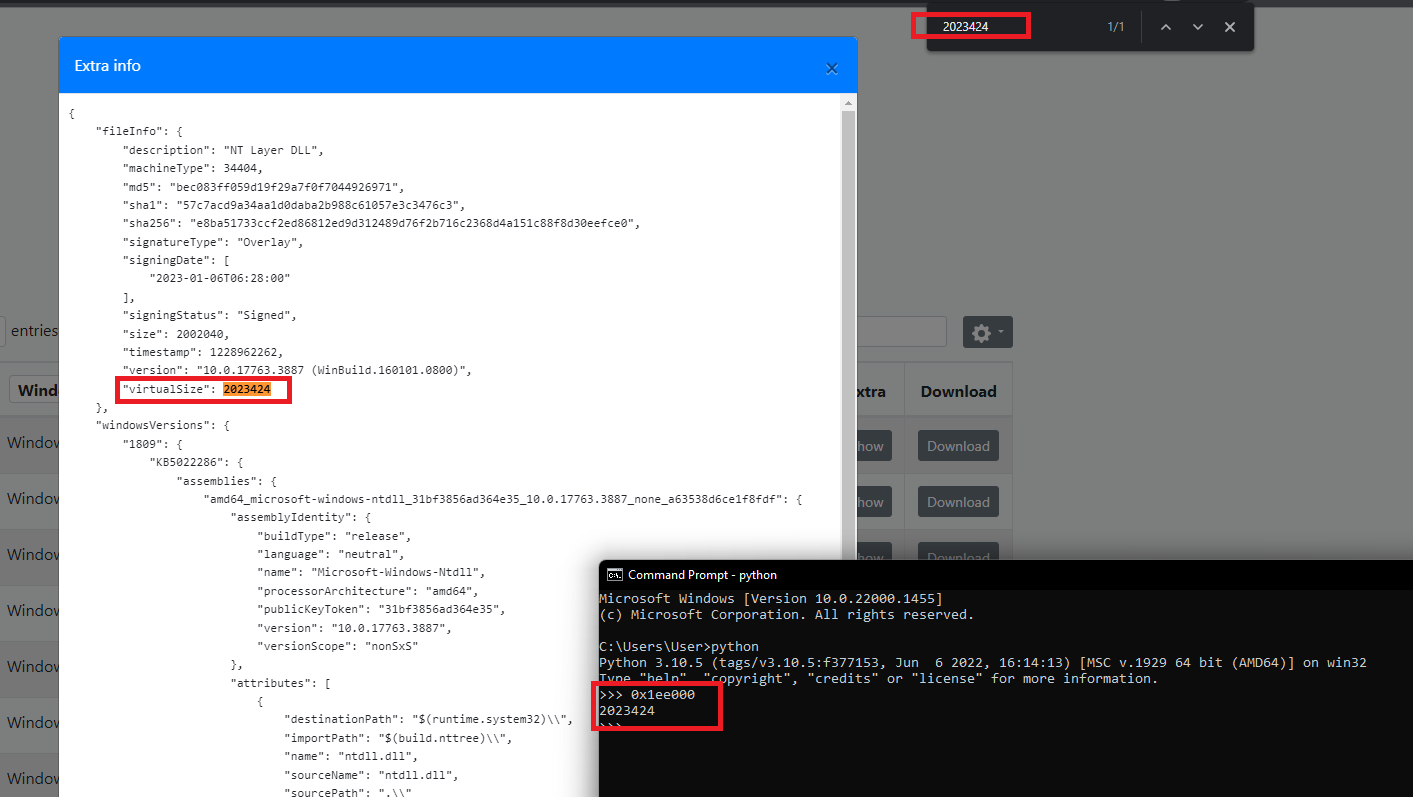 2023424
1/1
Extra info
{
"fileInfo": {
"description": "NT Layer DLL",
"machineType": 34404,
"md5": "bec083ff059d19f29a7f0f7044926971",
"sha1": "57c7acd9a34aa1d0daba2b988c61057e3c3476c3",
"sha256": "e8ba51733ccf2ed86812ed9d312489d76f2b716c2368d4a151c88f8d30eefce0",
"signatureType": "Overlay",
"signingDate": [
"2023-01-06T06:28:00"
],
"signingStatus": "Signed",
"size": 2002040,
"timestamp": 1228962262,
"version": "10.0.17763.3887 (WinBuild.160101.0800)",
"virtualSize": 2023424
},
"windowsVersions": {
"1809": {
"KB5022286": {
"assemblies": {
"amd64_microsoft-windows-ntdll_31bf3856ad364e35_10.0.17763.3887_none_a63538d6ce1f8fdf": {
"assemblyIdentity": {
"buildType": "release",
"language": "neutral",
"name": "Microsoft-Windows-Ntdll",
"processorArchitecture": "amd64",
"publicKeyToken": "31bf3856ad364e35",
"version": "10.0.17763.3887",
"versionScope": "nonSxS"
},
"attributes": [
{
"destinationPath": "$(runtime.system32)\\",
"importPath": "$(build.nttree)\\",
"name": "ntdll.dll",
"sourceName": "ntdll.dll",
"sourcePath": ".\\"
entries
Wind
Window
Window
Window
Window
Window
Window
Window
xtra
Download
how
Download
how
Download
how
Download
Command Prompt - python
Microsoft Windows [Version 10.0.22000.1455]
(c) Microsoft Corporation. All rights reserved.
C:\Users\User>python
Python 3.10.5 (tags/v3.10.5:f377153, Jun  6 2022, 16:14:13) [MSC v.1929 64 bit (AMD64)] on win32
Type "help", "copyright", "credits" or "license" for more information.
>>> 0x1ee000
2023424
>>>